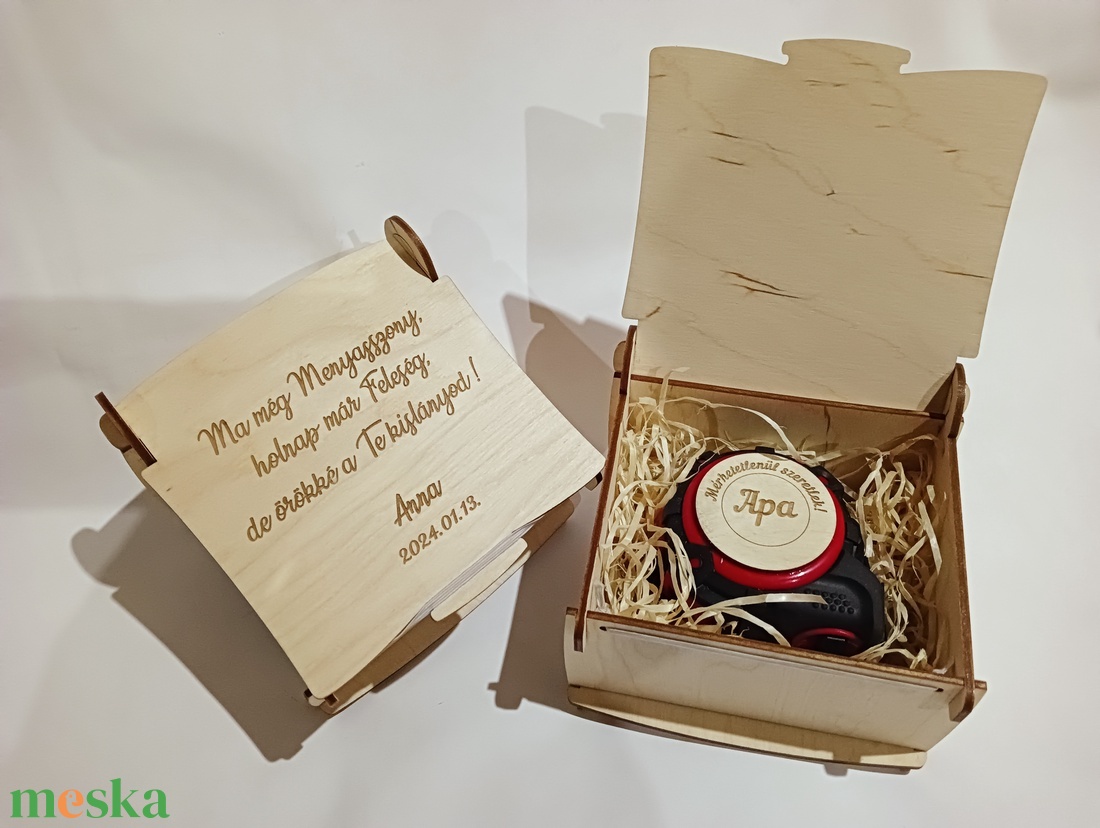 Ma még Menyasszony,
holnap már Feleség,
de örökké a Te kislányod !
Anna
2024.01.13.
Mérhetetlenül szeretlek!
Apa
meska